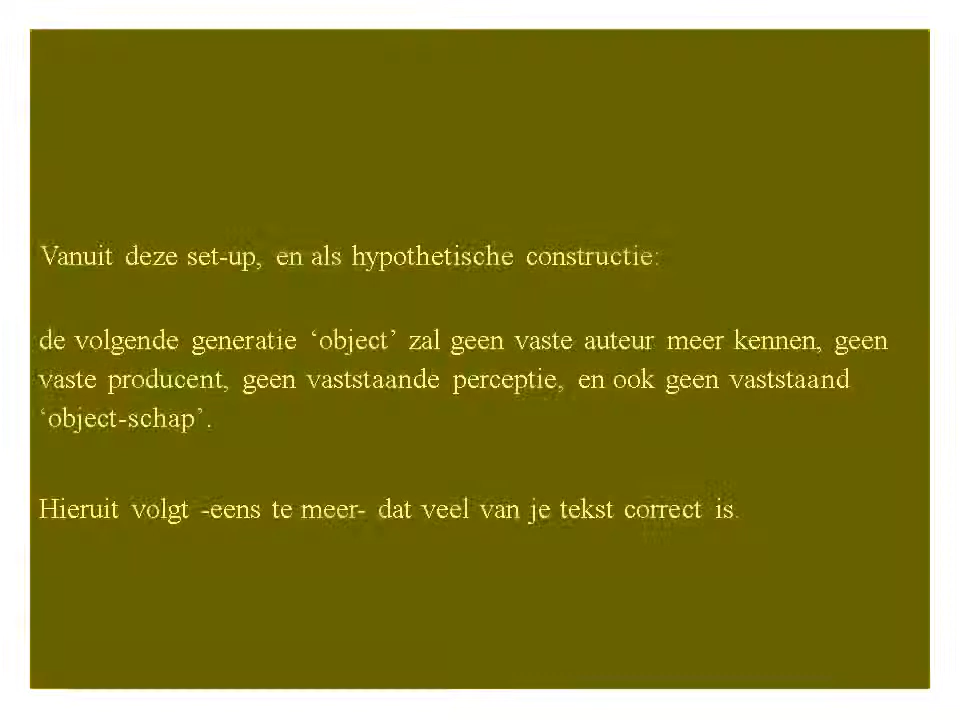 Vanuit deze set-up, en als hypothetische constructie:
de volgende generatie ‘object’ zal geen vaste auteur meer kennen, geen
vaste producent, geen vaststaande perceptie, en ook geen vaststaand
‘object-schap’.
Hieruit volgt -eens te meer- dat veel van je tekst correct is.